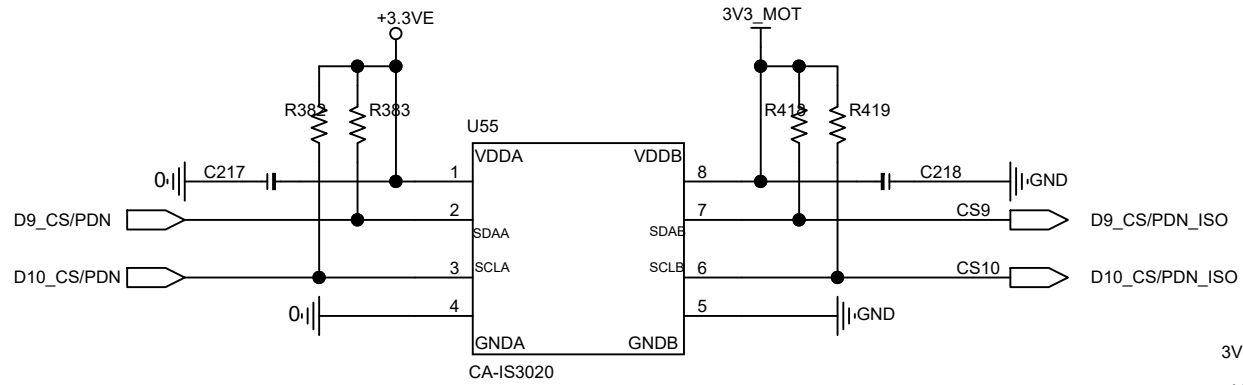 +3.3VE
3V3_MOT
R382
R383
R418
R419
U55
VDDA
VDDB
C217
1
8
C218
0
GND
D9_CS/PDN
2
7
CS9
D9_CS/PDN_ISO
SDAA
SDAB
D10_CS/PDN
3
SCLA
SCLB
6
CS10
D10_CS/PDN_ISO
0
4
5
GND
GNDA
GNDB
3V
CA-IS3020